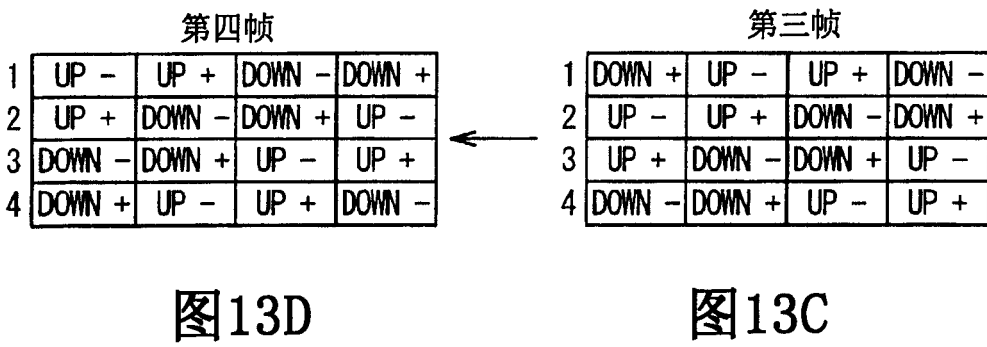 第四帧
1 UP - UP + DOWN - DOWN +
2 UP + DOWN - DOWN + UP -
3 DOWN - DOWN + UP - UP +
4 DOWN + UP - UP + DOWN -
图13D
第三帧
1 DOWN + UP - UP + DOWN -
2 UP - UP + DOWN - DOWN +
3 UP + DOWN - DOWN + UP -
4 DOWN - DOWN + UP - UP +
图13C